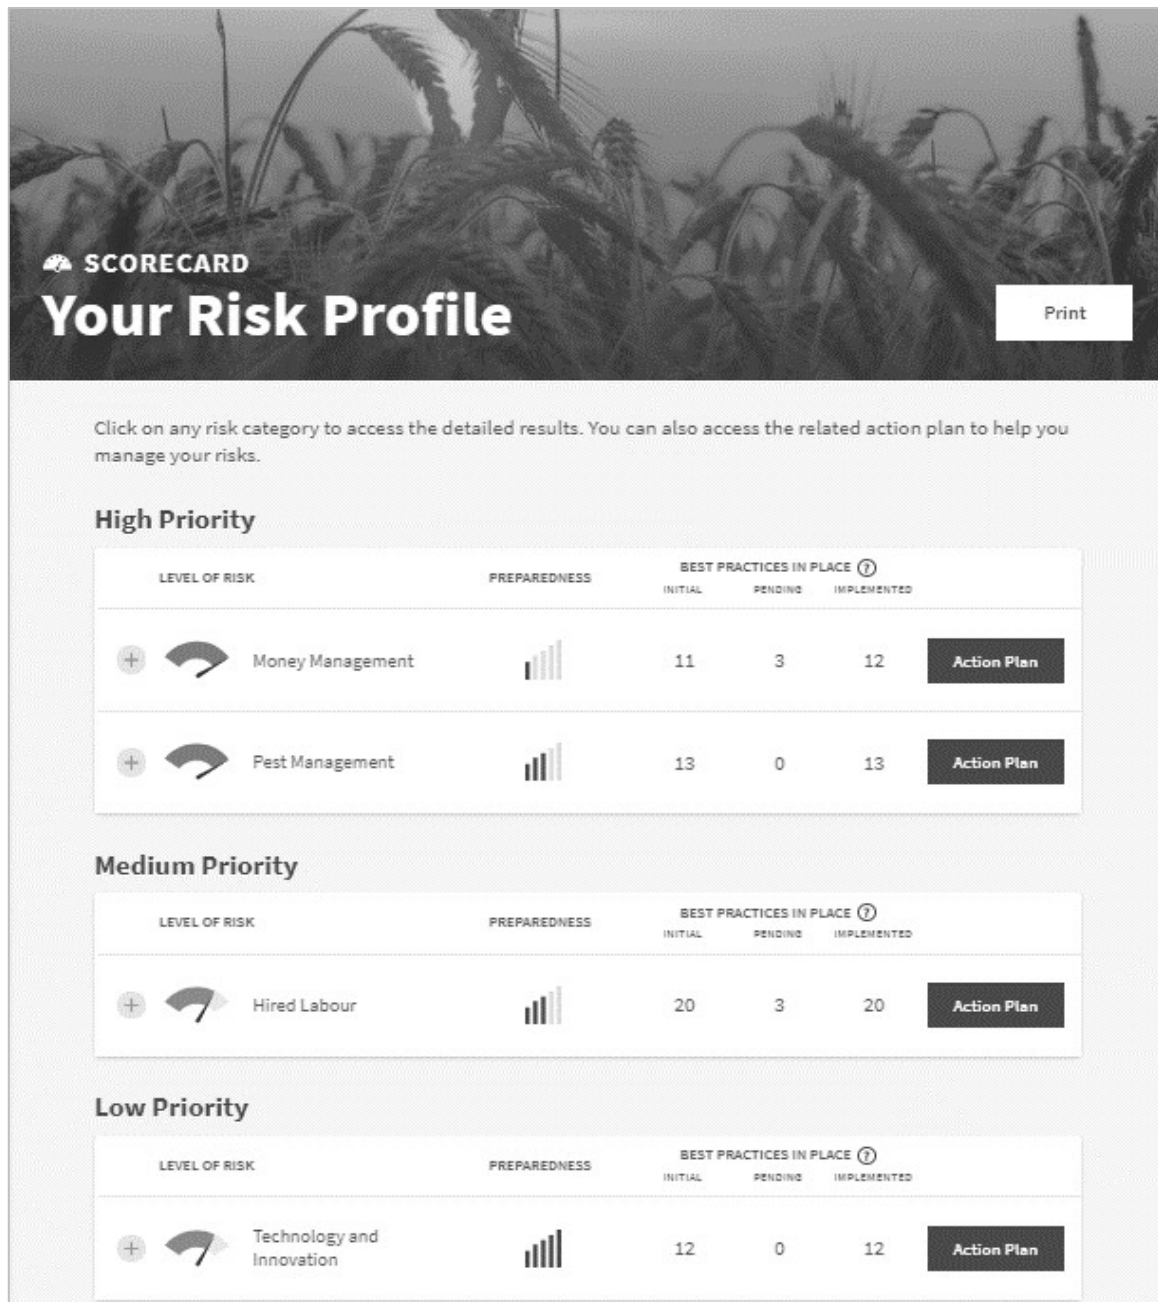 SCORECARD
Your Risk Profile
Print
Click on any risk category to access the detailed results. You can also access the related action plan to help you
manage your risks.
High Priority
LEVEL OF RISK PREPAREDNESS BEST PRACTICES IN PLACE ?
INITIAL PENDING IMPLEMENTED
Money Management 11 3 12 Action Plan
Pest Management 13 0 13 Action Plan
Medium Priority
LEVEL OF RISK PREPAREDNESS BEST PRACTICES IN PLACE ?
INITIAL PENDING IMPLEMENTED
Hired Labour 20 3 20 Action Plan
Low Priority
LEVEL OF RISK PREPAREDNESS BEST PRACTICES IN PLACE ?
INITIAL PENDING IMPLEMENTED
Technology and
Innovation 12 0 12 Action Plan